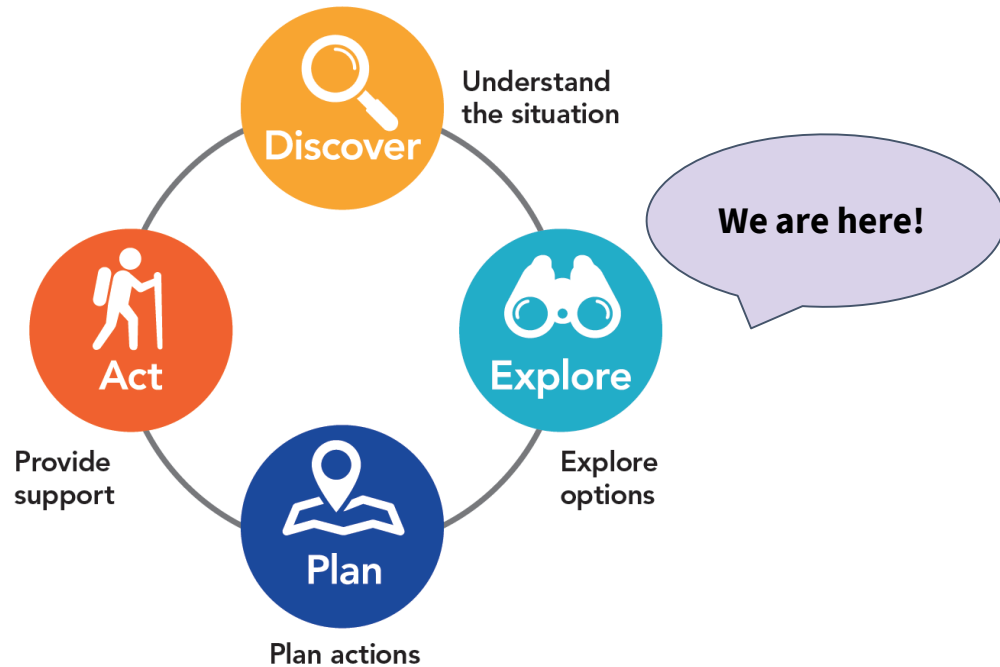 Discover
Understand
the situation
We are here!
Explore
Explore
options
Plan
Plan actions
Act
Provide
support